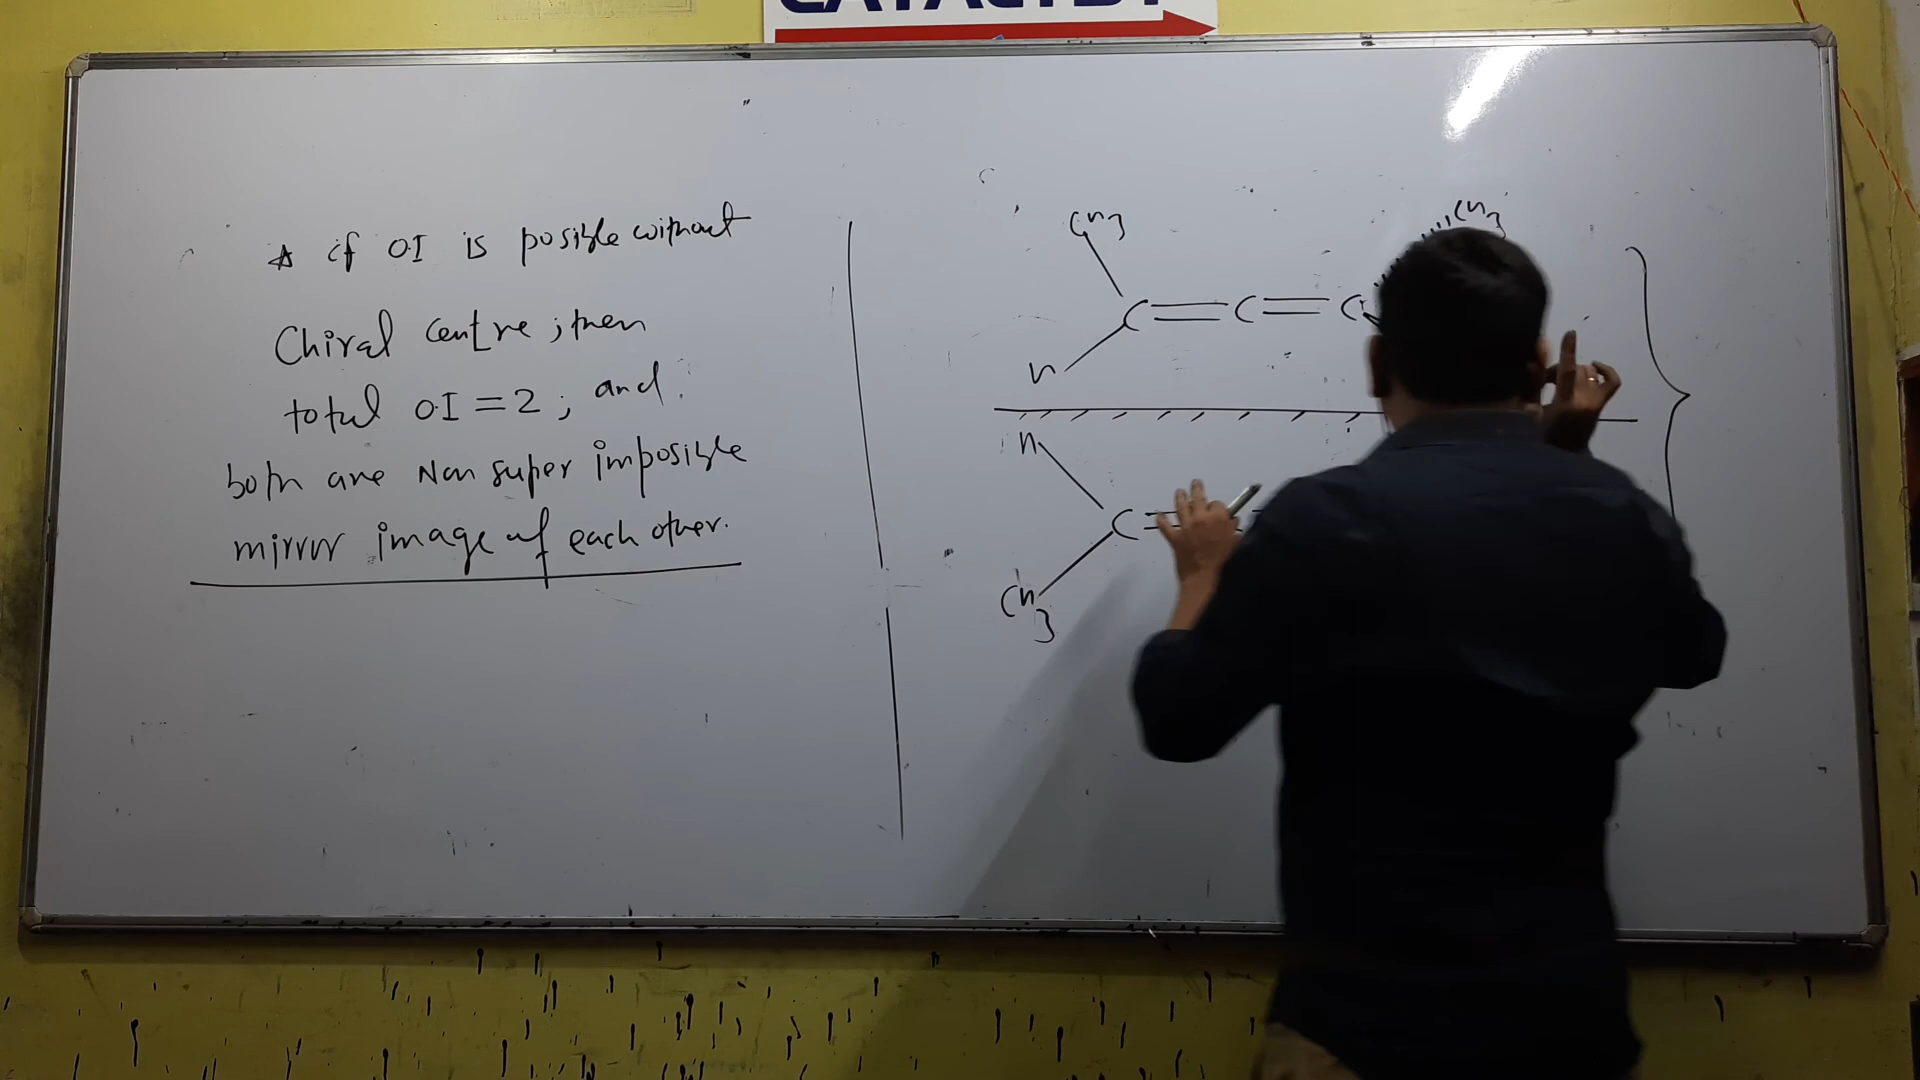 CATALYST
☆ if O.I is posible without
Chiral centre ; then
total O.I = 2 ; and
both are Non super imposible
mirror image of each other.
CH3
CH3
C = C = C
H
H
C =
CH3